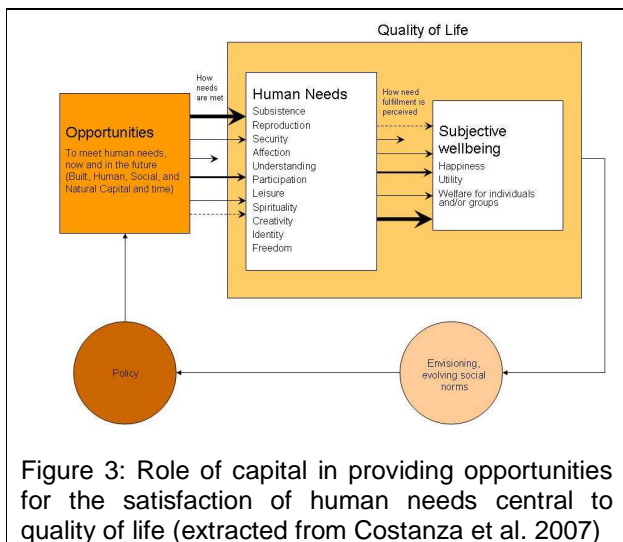 Quality of Life
How
needs
are met
Opportunities
To meet human needs,
now and in the future
(Built, Human, Social, and
Natural Capital and time)
Human Needs
Subsistence
Reproduction
Security
Affection
Understanding
Participation
Leisure
Spirituality
Creativity
Identity
Freedom
How need
fulfillment is
perceived
Subjective
wellbeing
Happiness
Utility
Welfare for individuals
and/or groups
Policy
Envisioning,
evolving social
norms
Figure 3: Role of capital in providing opportunities
for the satisfaction of human needs central to
quality of life (extracted from Costanza et al. 2007)